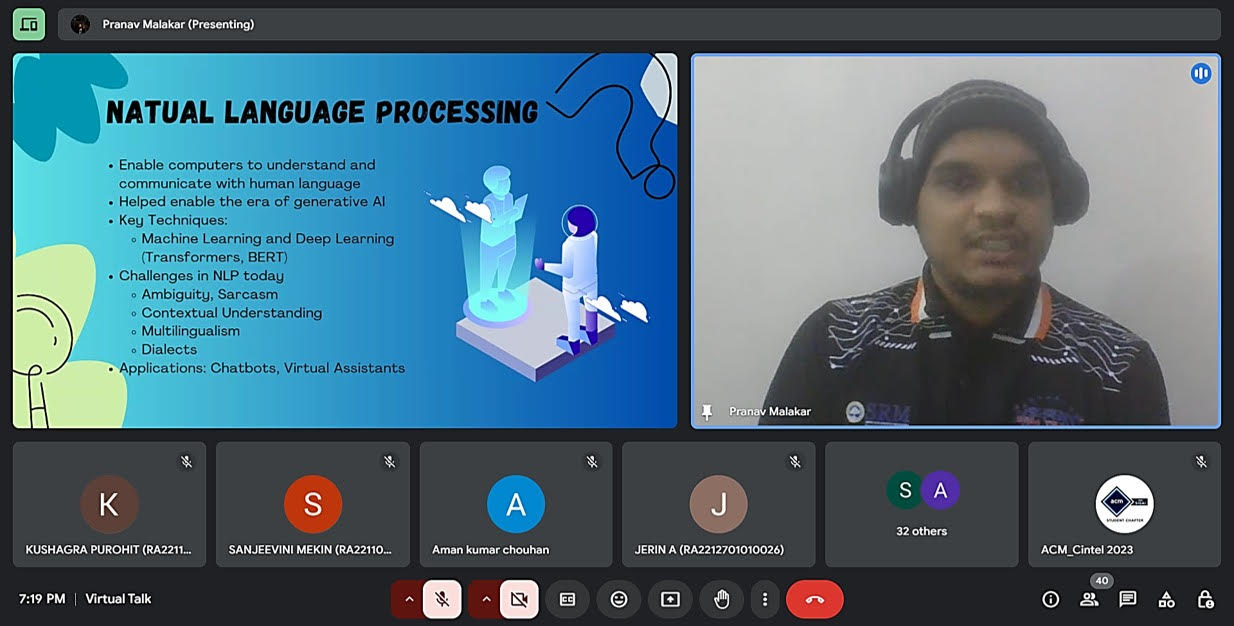 Pranav Malakar (Presenting)
NATUAL LANGUAGE PROCESSING
• Enable computers to understand and
communicate with human language
• Helped enable the era of generative AI
• Key Techniques:
◦ Machine Learning and Deep Learning
(Transformers, BERT)
• Challenges in NLP today
◦ Ambiguity, Sarcasm
◦ Contextual Understanding
◦ Multilingualism
◦ Dialects
• Applications: Chatbots, Virtual Assistants
SRM
Pranav Malakar
K
KUSHAGRA PUROHIT (RA2211...
S
SANJEEVINI MEKIN (RA22110...
A
Aman kumar chouhan
J
JERIN A (RA2212701010026)
S A
32 others
acm
STUDENT CHAPTER
ACM_Cintel 2023
7:19 PM | Virtual Talk
40